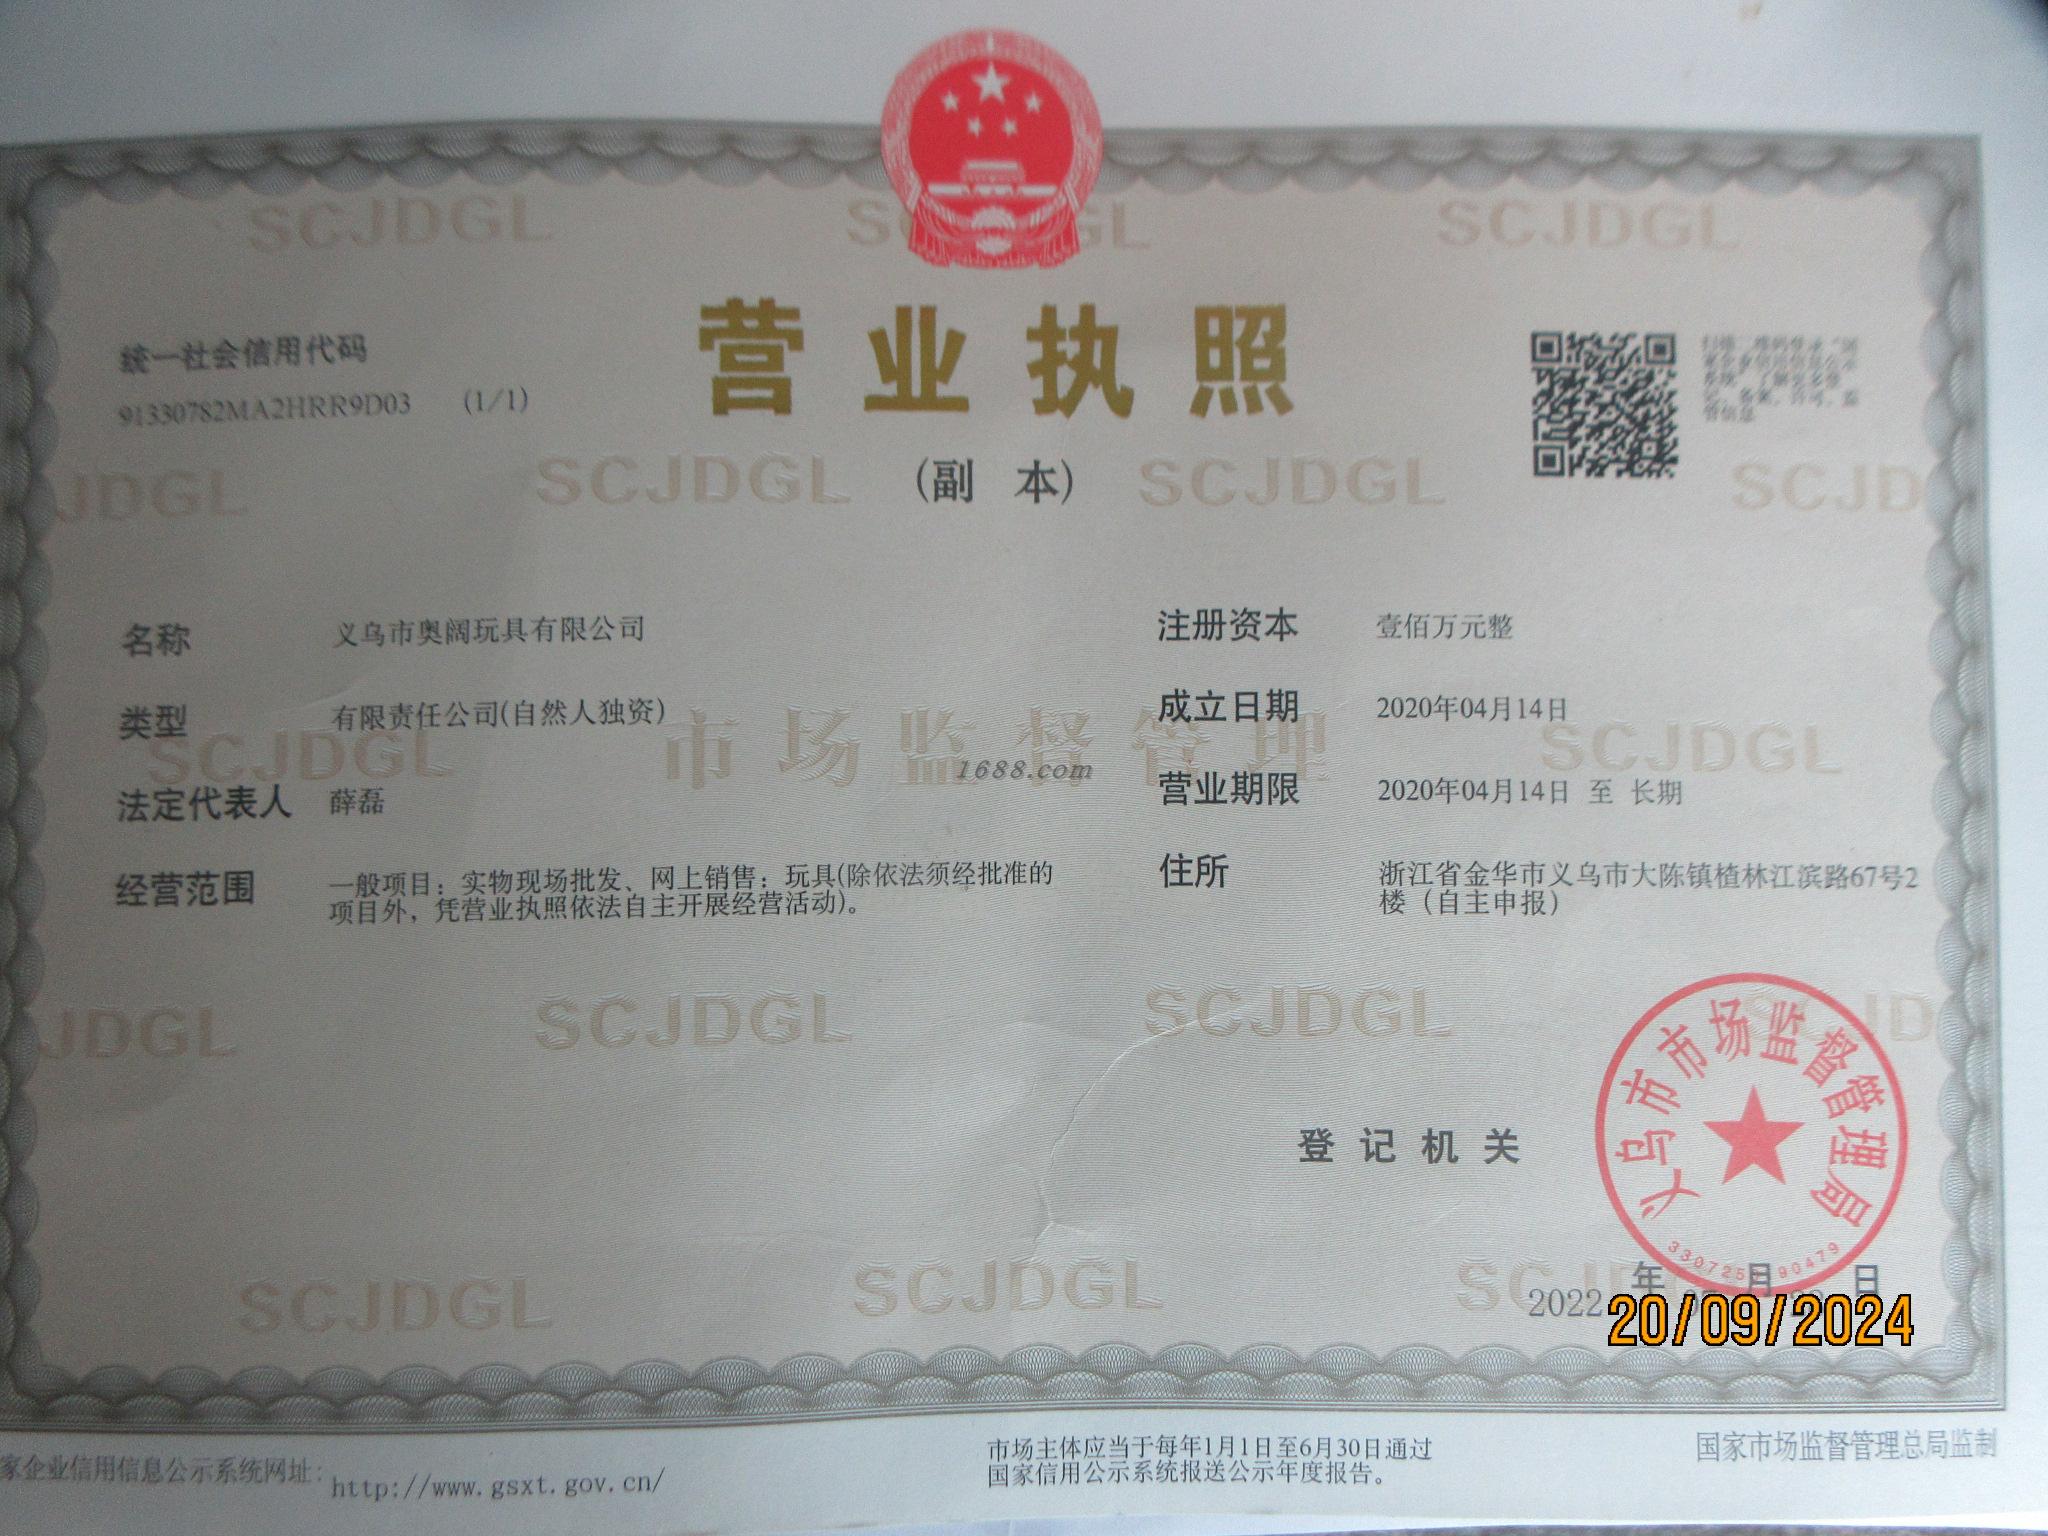 SCJDGL
SCJDGL
营业执照
(副 本)
统一社会信用代码
91330782MA2HRR9D03 (1/1)
JDGL
SCJDGL
SCJDGL
SCJD
名称 义乌市奥阔玩具有限公司
注册资本 壹佰万元整
类型 有限责任公司(自然人独资)
成立日期 2020年04月14日
SCJDGL
市场监督管理
SCJDGL
1688.com
法定代表人 薛磊
营业期限 2020年04月14日 至 长期
经营范围 一般项目：实物现场批发、网上销售：玩具(除依法须经批准的
项目外，凭营业执照依法自主开展经营活动)。
住所 浙江省金华市义乌市大陈镇楂林江滨路67号2
楼（自主申报）
JDGL
SCJDGL
SCJDGL
JD
登记机关
义乌市市场监督管理局
SCJDGL
SCJDGL
2022 年 月 日
20/09/2024
家企业信用信息公示系统网址：
http://www.gsxt.gov.cn/
市场主体应当于每年1月1日至6月30日通过
国家信用公示系统报送公示年度报告。
国家市场监督管理总局监制